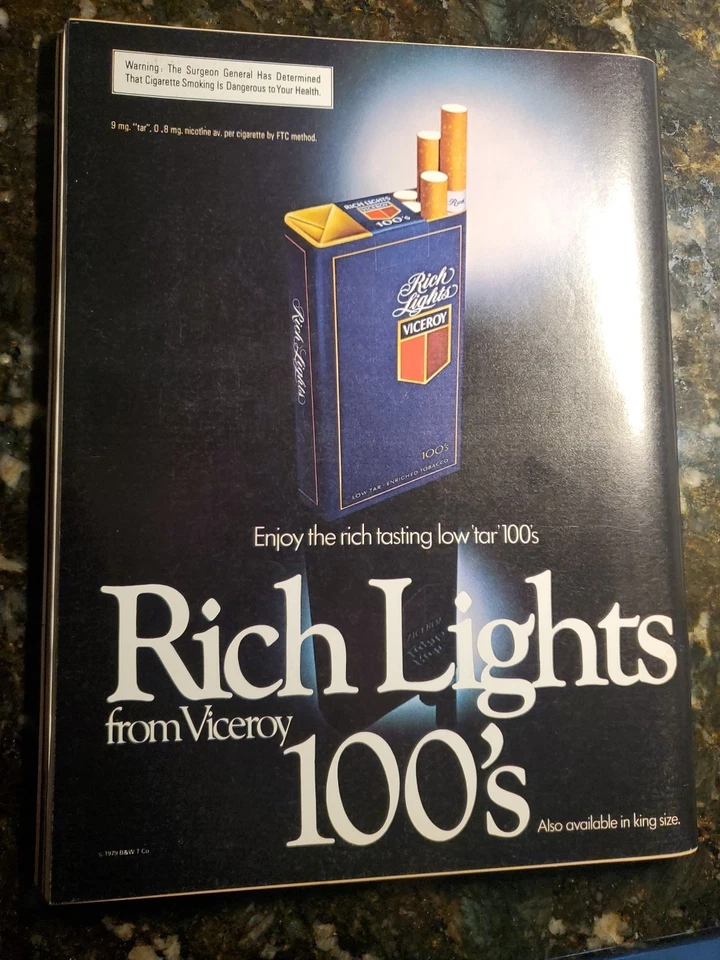 Warning: The Surgeon General Has Determined
That Cigarette Smoking Is Dangerous to Your Health.
9 mg. "tar", 0.8 mg. nicotine av. per cigarette by FTC method.
RICH LIGHTS
VICEROY
100's
Rich
Rich
Lights
VICEROY
Rich Lights
100's
LOW TAR · ENRICHED TOBACCO
Enjoy the rich tasting low 'tar' 100's
Rich Lights
from Viceroy
100's
Also available in king size.
© 1979 B&W T Co.